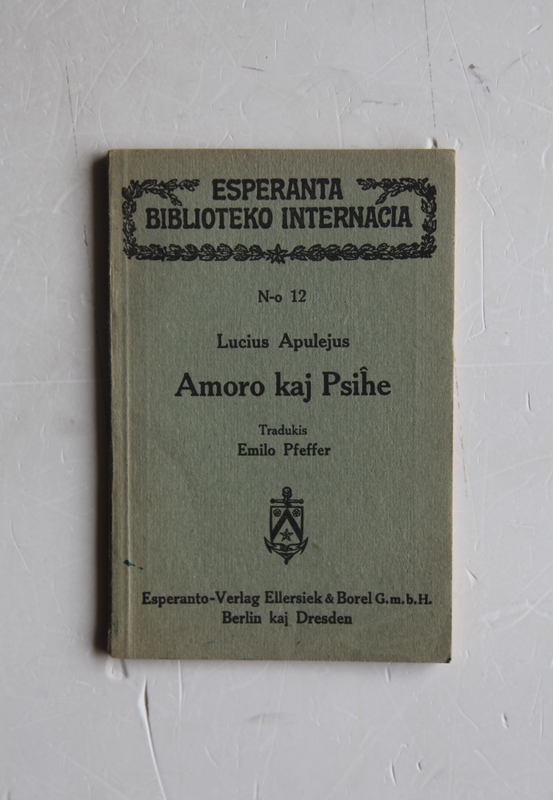 ESPERANTA
BIBLIOTEKO INTERNACIA
N-o 12
Lucius Apulejus
Amoro kaj Psiĥe
Tradukis
Emilo Pfeffer
Esperanto-Verlag Ellersiek & Borel G.m.b.H.
Berlin kaj Dresden